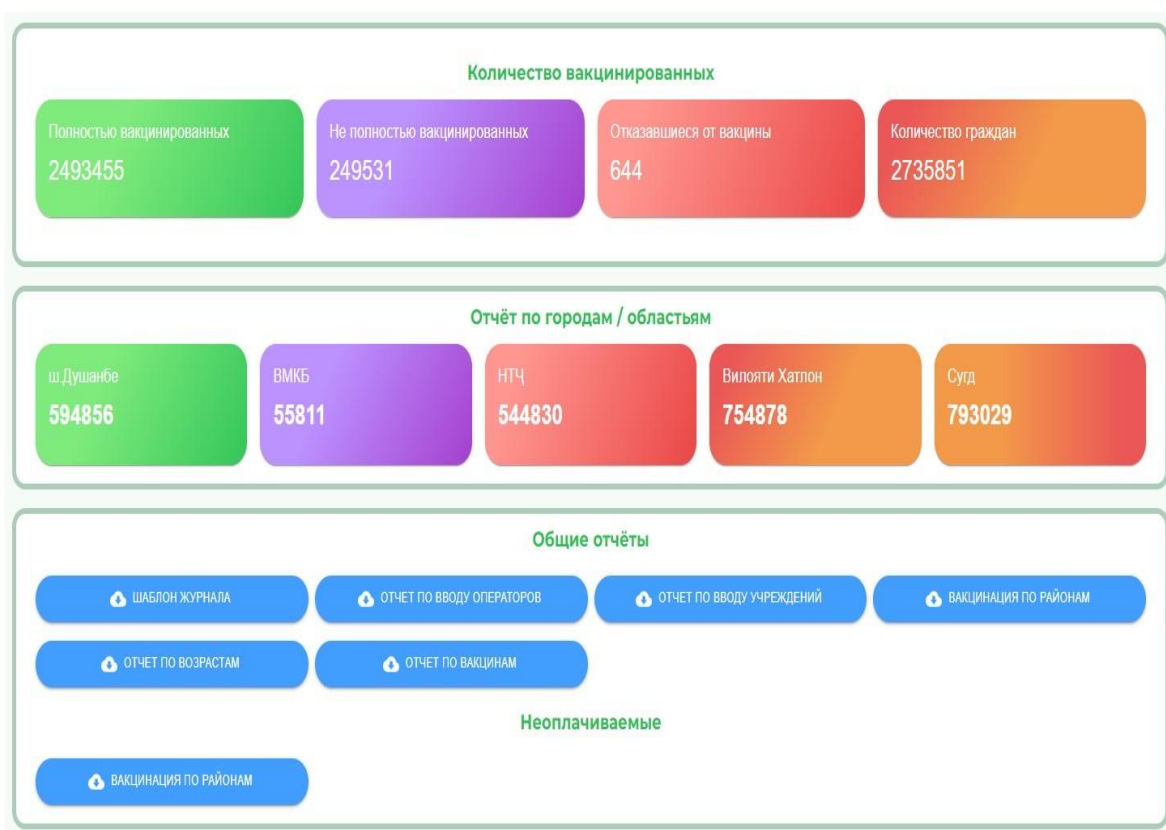 Количество вакцинированных
Полностью вакцинированных
2493455
Не полностью вакцинированных
249531
Отказавшиеся от вакцины
644
Количество граждан
2735851
Отчёт по городам / областьям
ш.Душанбе
594856
ВМКБ
55811
НТҶ
544830
Вилояти Хатлон
754878
Сугд
793029
Общие отчёты
ШАБЛОН ЖУРНАЛА
ОТЧЕТ ПО ВВОДУ ОПЕРАТОРОВ
ОТЧЕТ ПО ВВОДУ УЧРЕЖДЕНИЙ
ВАКЦИНАЦИЯ ПО РАЙОНАМ
ОТЧЕТ ПО ВОЗРАСТАМ
ОТЧЕТ ПО ВАКЦИНАМ
Неоплачиваемые
ВАКЦИНАЦИЯ ПО РАЙОНАМ